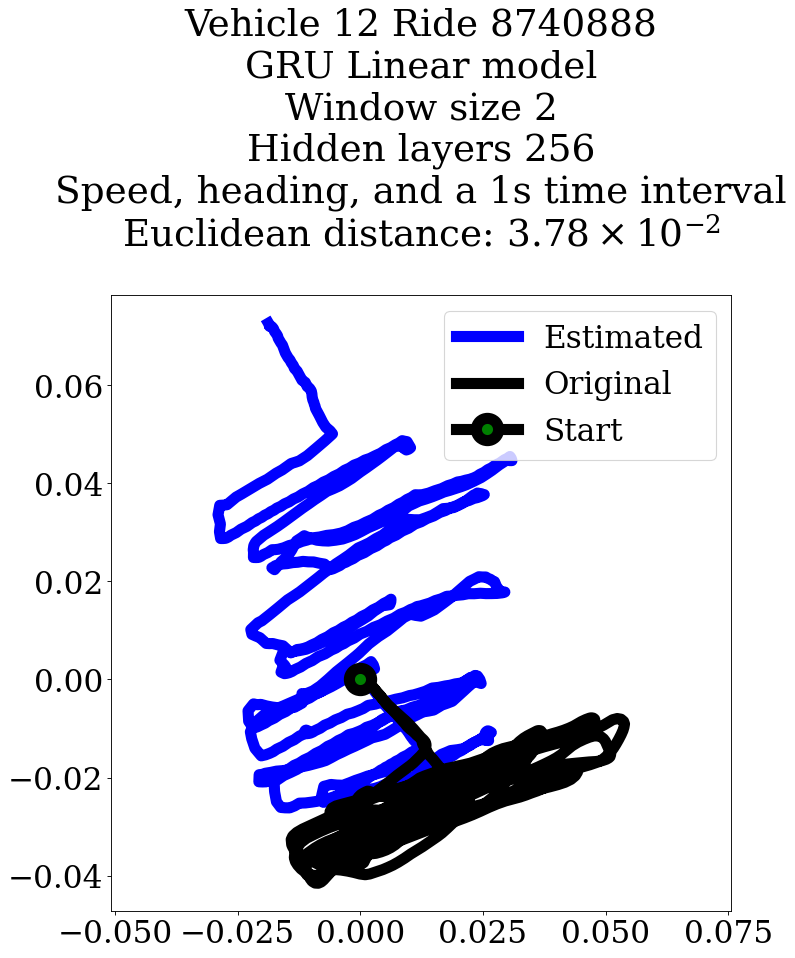 Vehicle 12 Ride 8740888
GRU Linear model
Window size 2
Hidden layers 256
Speed, heading, and a 1s time interval
Euclidean distance: 3.78 × 10⁻²
Estimated
Original
Start
0.06
0.04
0.02
0.00
−0.02
−0.04
−0.050 −0.025 0.000 0.025 0.050 0.075